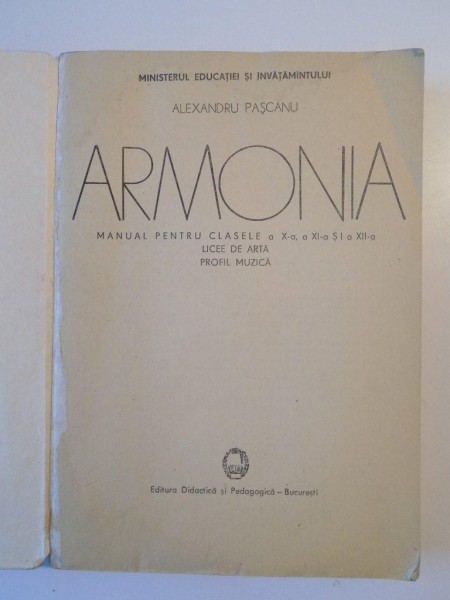 MINISTERUL EDUCAȚIEI ȘI INVĂȚĂMÎNTULUI
ALEXANDRU PAȘCANU
ARMONIA
MANUAL PENTRU CLASELE a X-a, a XI-a ȘI a XII-a
LICEE DE ARTĂ
PROFIL MUZICĂ
Editura Didactică și Pedagogică – București